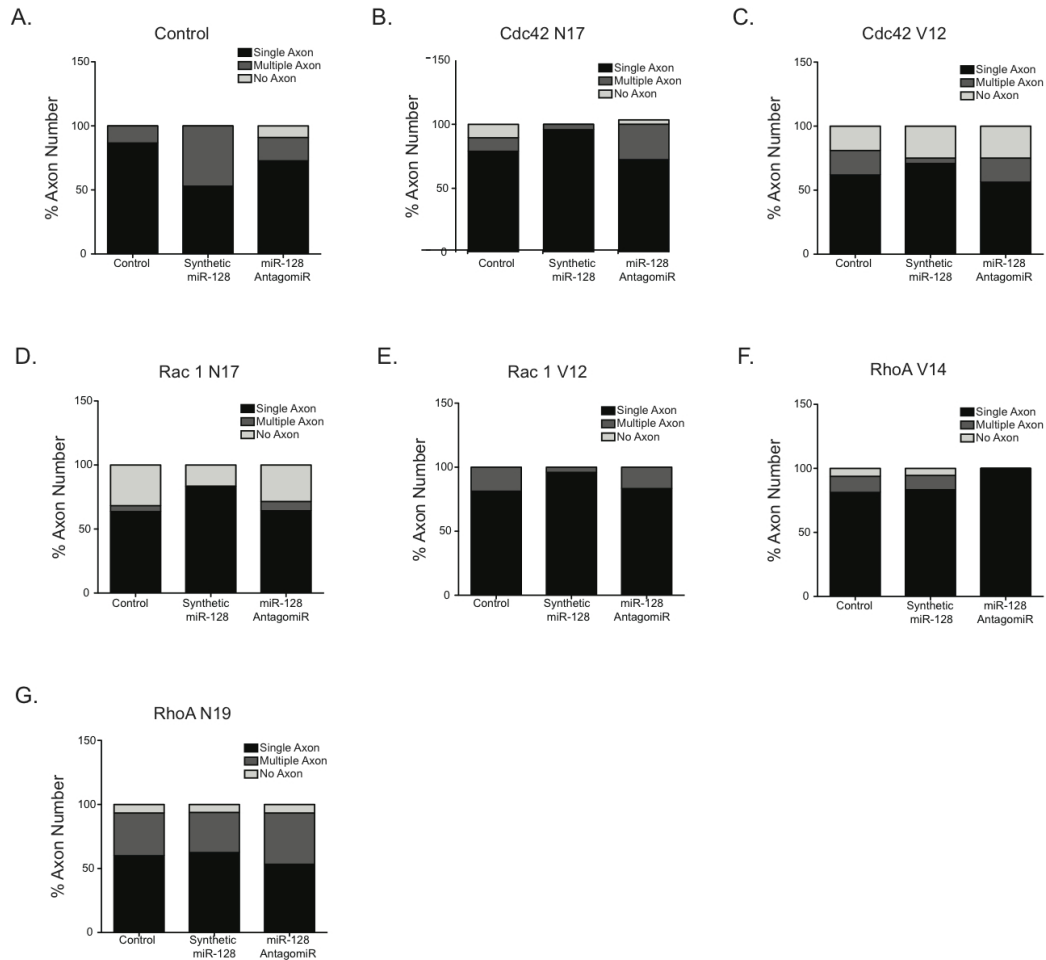 A.
Control
Single Axon
Multiple Axon
No Axon
% Axon Number
150
100
50
0
Control
Synthetic
miR-128
miR-128
AntagomiR
B.
Cdc42 N17
Single Axon
Multiple Axon
No Axon
% Axon Number
150
100
50
0
Control
Synthetic
miR-128
miR-128
AntagomiR
C.
Cdc42 V12
Single Axon
Multiple Axon
No Axon
% Axon Number
150
100
50
0
Control
Synthetic
miR-128
miR-128
AntagomiR
D.
Rac 1 N17
Single Axon
Multiple Axon
No Axon
% Axon Number
150
100
50
0
Control
Synthetic
miR-128
miR-128
AntagomiR
E.
Rac 1 V12
Single Axon
Multiple Axon
No Axon
% Axon Number
150
100
50
0
Control
Synthetic
miR-128
miR-128
AntagomiR
F.
RhoA V14
Single Axon
Multiple Axon
No Axon
% Axon Number
150
100
50
0
Control
Synthetic
miR-128
miR-128
AntagomiR
G.
RhoA N19
Single Axon
Multiple Axon
No Axon
% Axon Number
150
100
50
0
Control
Synthetic
miR-128
miR-128
AntagomiR